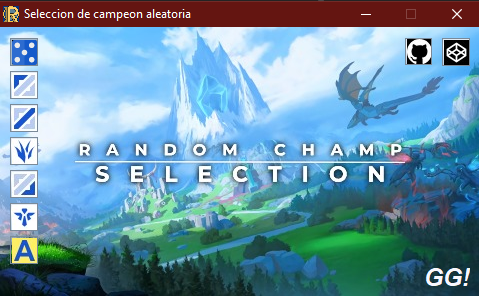 Seleccion de campeon aleatoria
RANDOM CHAMP
SELECTION
A
GG!